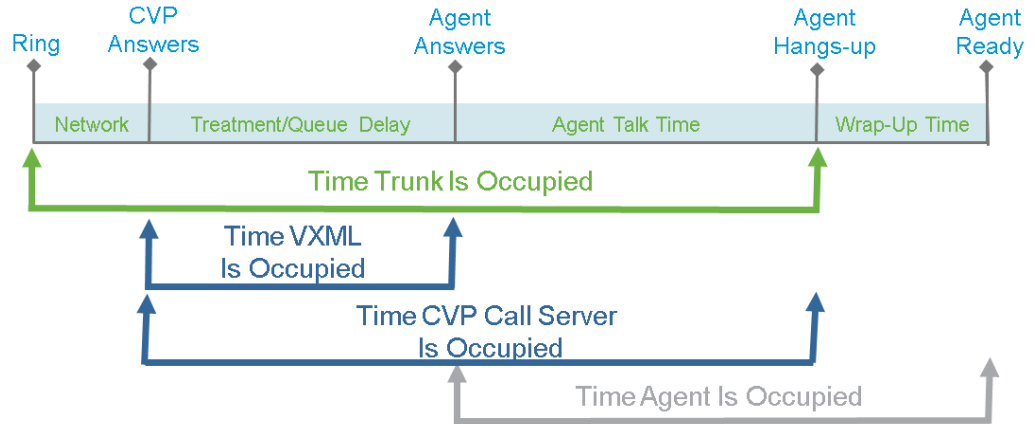 Ring
CVP
Answers
Agent
Answers
Agent
Hangs-up
Agent
Ready
Network
Treatment/Queue Delay
Agent Talk Time
Wrap-Up Time
Time Trunk Is Occupied
Time VXML
Is Occupied
Time CVP Call Server
Is Occupied
Time Agent Is Occupied